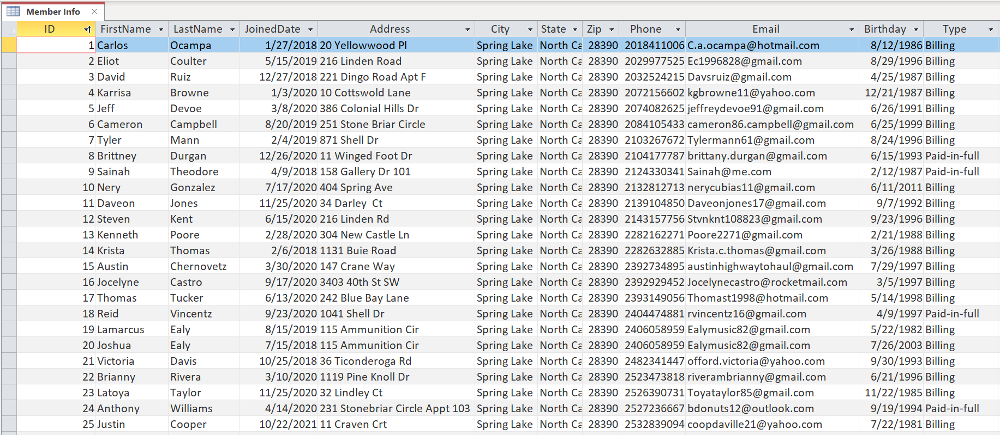 Member Info
ID FirstName LastName JoinedDate Address City State Zip Phone Email Birthday Type
1 Carlos Ocampa 1/27/2018 20 Yellowwood Pl Spring Lake North Ca 28390 2018411006 C.a.ocampa@hotmail.com 8/12/1986 Billing
2 Eliot Coulter 5/15/2019 216 Linden Road Spring Lake North Ca 28390 2029977525 Ec1996828@gmail.com 8/29/1996 Billing
3 David Ruiz 12/27/2018 221 Dingo Road Apt F Spring Lake North Ca 28390 2032524215 Davsruiz@gmail.com 4/25/1987 Billing
4 Karrisa Browne 1/3/2020 10 Cottswold Lane Spring Lake North Ca 28390 2072156602 kgbrowne11@yahoo.com 12/21/1987 Billing
5 Jeff Devoe 3/8/2020 386 Colonial Hills Dr Spring Lake North Ca 28390 2074082625 jeffreydevoe91@gmail.com 6/26/1991 Billing
6 Cameron Campbell 8/20/2019 251 Stone Briar Circle Spring Lake North Ca 28390 2084105433 cameron86.campbell@gmail.com 6/25/1999 Billing
7 Tyler Mann 2/4/2019 871 Shell Dr Spring Lake North Ca 28390 2103267672 Tylermann61@gmail.com 8/24/1996 Billing
8 Brittney Durgan 12/26/2020 11 Winged Foot Dr Spring Lake North Ca 28390 2104177787 brittany.durgan@gmail.com 6/15/1993 Paid-in-full
9 Sainah Theodore 4/9/2018 158 Gallery Dr 101 Spring Lake North Ca 28390 2124330341 Sainah@me.com 2/12/1987 Paid-in-full
10 Nery Gonzalez 7/17/2020 404 Spring Ave Spring Lake North Ca 28390 2132812713 nerycubias11@gmail.com 6/11/2011 Billing
11 Daveon Jones 11/25/2020 34 Darley  Ct Spring Lake North Ca 28390 2139104850 Daveonjones17@gmail.com 9/7/1992 Billing
12 Steven Kent 6/15/2020 216 Linden Rd Spring Lake North Ca 28390 2143157756 Stvnknt108823@gmail.com 9/23/1996 Billing
13 Kenneth Poore 2/28/2020 304 New Castle Ln Spring Lake North Ca 28390 2282162271 Poore2271@gmail.com 2/21/1988 Billing
14 Krista Thomas 2/6/2018 1131 Buie Road Spring Lake North Ca 28390 2282632885 Krista.c.thomas@gmail.com 3/26/1988 Billing
15 Austin Chernovetz 3/30/2020 147 Crane Way Spring Lake North Ca 28390 2392734895 austinhighwaytohaul@gmail.com 7/29/1997 Billing
16 Jocelyne Castro 9/17/2020 3403 40th St SW Spring Lake North Ca 28390 2392929452 Jocelynecastro@rocketmail.com 3/5/1997 Billing
17 Thomas Tucker 6/13/2020 242 Blue Bay Lane Spring Lake North Ca 28390 2393149056 Thomast1998@hotmail.com 5/14/1998 Billing
18 Reid Vincentz 9/23/2020 1041 Shell Dr Spring Lake North Ca 28390 2404474881 rvincentz16@gmail.com 4/9/1997 Paid-in-full
19 Lamarcus Ealy 8/15/2019 115 Ammunition Cir Spring Lake North Ca 28390 2406058959 Ealymusic82@gmail.com 5/22/1982 Billing
20 Joshua Ealy 7/15/2018 115 Ammunition Cir Spring Lake North Ca 28390 2406058959 Ealymusic82@gmail.com 7/26/2003 Billing
21 Victoria Davis 10/25/2018 36 Ticonderoga Rd Spring Lake North Ca 28390 2482341447 offord.victoria@yahoo.com 9/30/1993 Billing
22 Brianny Rivera 3/10/2020 1119 Pine Knoll Dr Spring Lake North Ca 28390 2523473818 riverambrianny@gmail.com 6/21/1996 Billing
23 Latoya Taylor 11/25/2020 32 Lindley Ct Spring Lake North Ca 28390 2526390731 Toyataylor85@gmail.com 11/22/1985 Billing
24 Anthony Williams 4/14/2020 231 Stonebriar Circle Appt 103 Spring Lake North Ca 28390 2527236667 bdonuts12@outlook.com 9/19/1994 Paid-in-full
25 Justin Cooper 10/22/2021 11 Craven Crt Spring Lake North Ca 28390 2532839094 coopdaville21@yahoo.com 7/22/1981 Billing